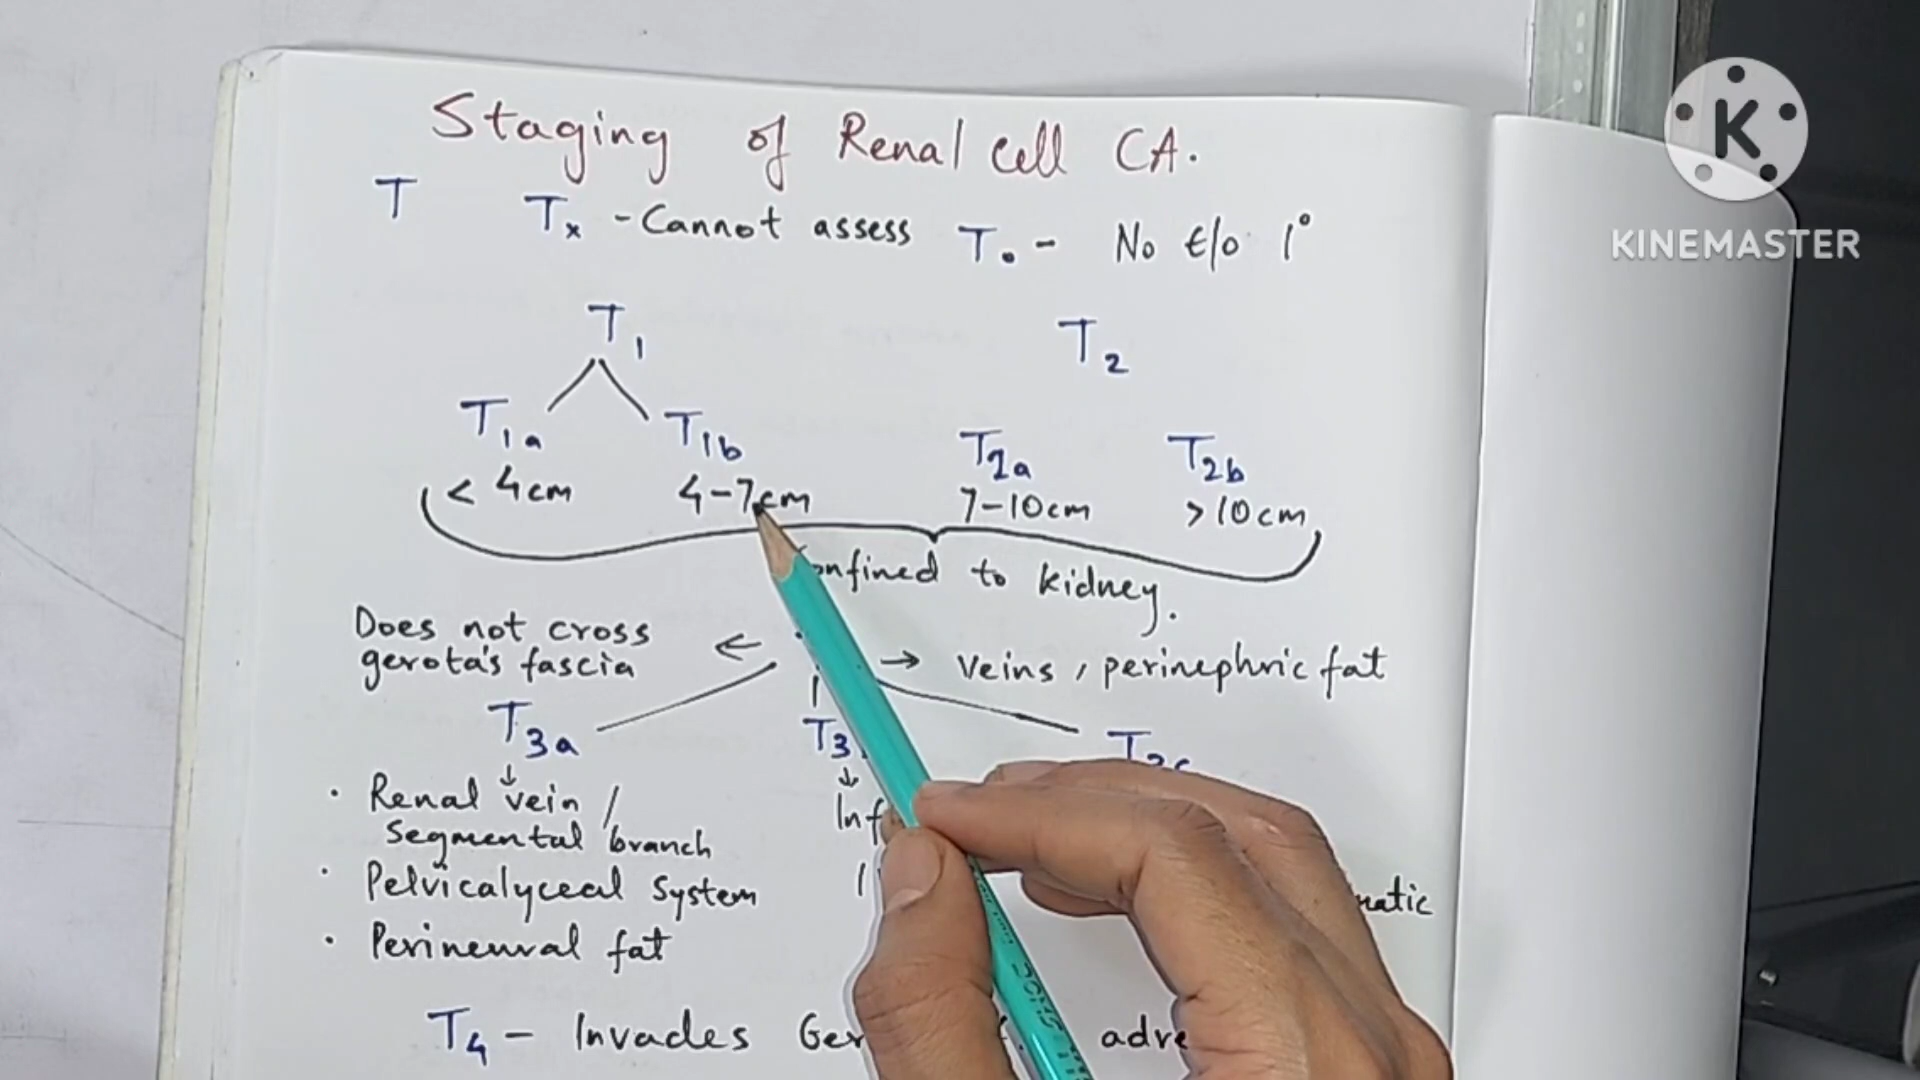 Staging of Renal Cell CA.
T Tx - Cannot assess T0 - No E/o 1°
T1 T2
T1a T1b T2a T2b
< 4cm 4-7cm 7-10cm >10cm
to kidney.
Does not cross
gerota's fascia ← → Veins, perinephric fat
T3a
↓ ↓
· Renal vein /
segmental branch
· Pelvicalyceal system
· Perineural fat
T4 - Invades
K
KINEMASTER